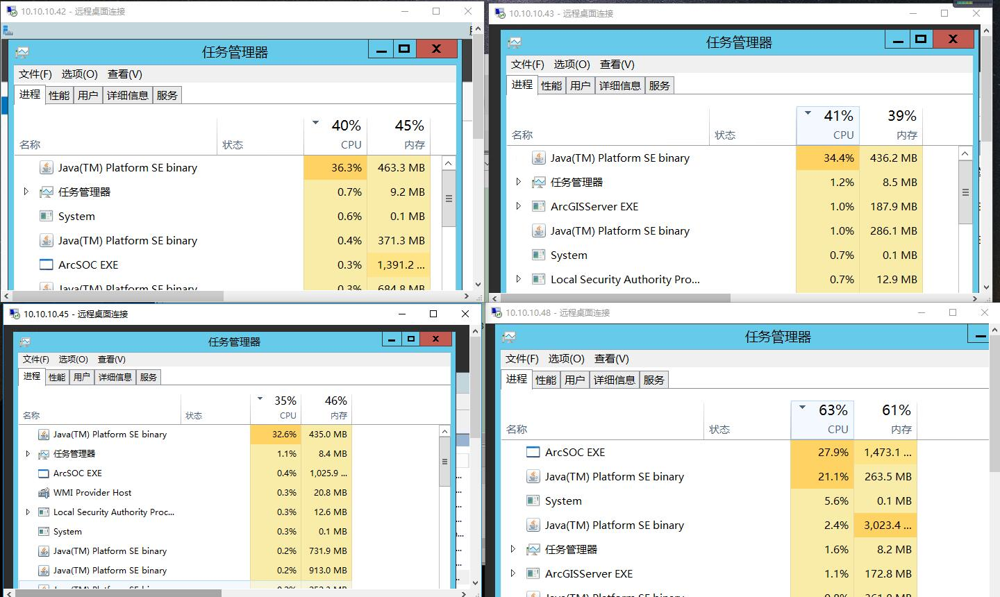 10.10.10.42 - 远程桌面连接
任务管理器
文件(F) 选项(O) 查看(V)
进程 性能 用户 详细信息 服务
40% 45%
名称 状态 CPU 内存
Java(TM) Platform SE binary 36.3% 463.3 MB
任务管理器 0.7% 9.2 MB
System 0.6% 0.1 MB
Java(TM) Platform SE binary 0.4% 371.3 MB
ArcSOC EXE 0.3% 1,391.2 ...
Java(TM) Platform SE binary 0.3% 684.8 MB
10.10.10.43 - 远程桌面连接
任务管理器
文件(F) 选项(O) 查看(V)
进程 性能 用户 详细信息 服务
41% 39%
名称 状态 CPU 内存
Java(TM) Platform SE binary 34.4% 436.2 MB
任务管理器 1.2% 8.5 MB
ArcGISServer EXE 1.0% 187.9 MB
Java(TM) Platform SE binary 1.0% 286.1 MB
System 0.7% 0.1 MB
Local Security Authority Pro... 0.7% 12.9 MB
10.10.10.45 - 远程桌面连接
任务管理器
文件(F) 选项(O) 查看(V)
进程 性能 用户 详细信息 服务
35% 46%
名称 状态 CPU 内存
Java(TM) Platform SE binary 32.6% 435.0 MB
任务管理器 1.1% 8.4 MB
ArcSOC EXE 0.4% 1,025.9 ...
WMI Provider Host 0.3% 20.8 MB
Local Security Authority Proc... 0.3% 12.6 MB
System 0.3% 0.1 MB
Java(TM) Platform SE binary 0.2% 731.9 MB
Java(TM) Platform SE binary 0.2% 913.0 MB
10.10.10.48 - 远程桌面连接
任务管理器
文件(F) 选项(O) 查看(V)
进程 性能 用户 详细信息 服务
63% 61%
名称 状态 CPU 内存
ArcSOC EXE 27.9% 1,473.1 ...
Java(TM) Platform SE binary 21.1% 263.5 MB
System 5.6% 0.1 MB
Java(TM) Platform SE binary 2.4% 3,023.4 ...
任务管理器 1.6% 8.2 MB
ArcGISServer EXE 1.1% 172.8 MB